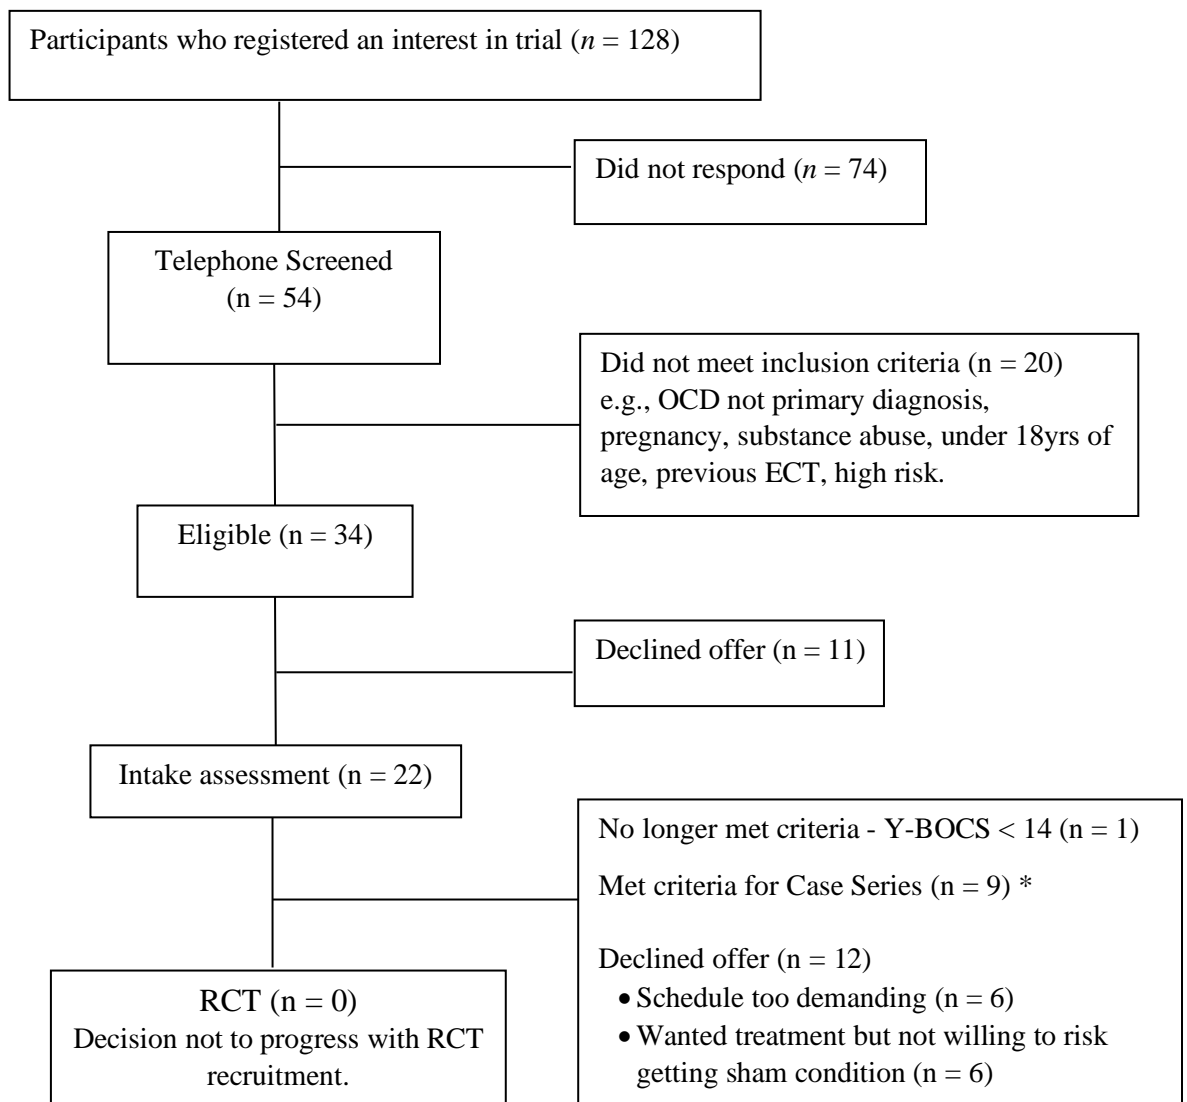 Participants who registered an interest in trial (n = 128)
Did not respond (n = 74)
Telephone Screened
(n = 54)
Did not meet inclusion criteria (n = 20)
e.g., OCD not primary diagnosis,
pregnancy, substance abuse, under 18yrs of
age, previous ECT, high risk.
Eligible (n = 34)
Declined offer (n = 11)
Intake assessment (n = 22)
No longer met criteria - Y-BOCS < 14 (n = 1)
Met criteria for Case Series (n = 9) *
Declined offer (n = 12)
• Schedule too demanding (n = 6)
• Wanted treatment but not willing to risk
getting sham condition (n = 6)
RCT (n = 0)
Decision not to progress with RCT
recruitment.